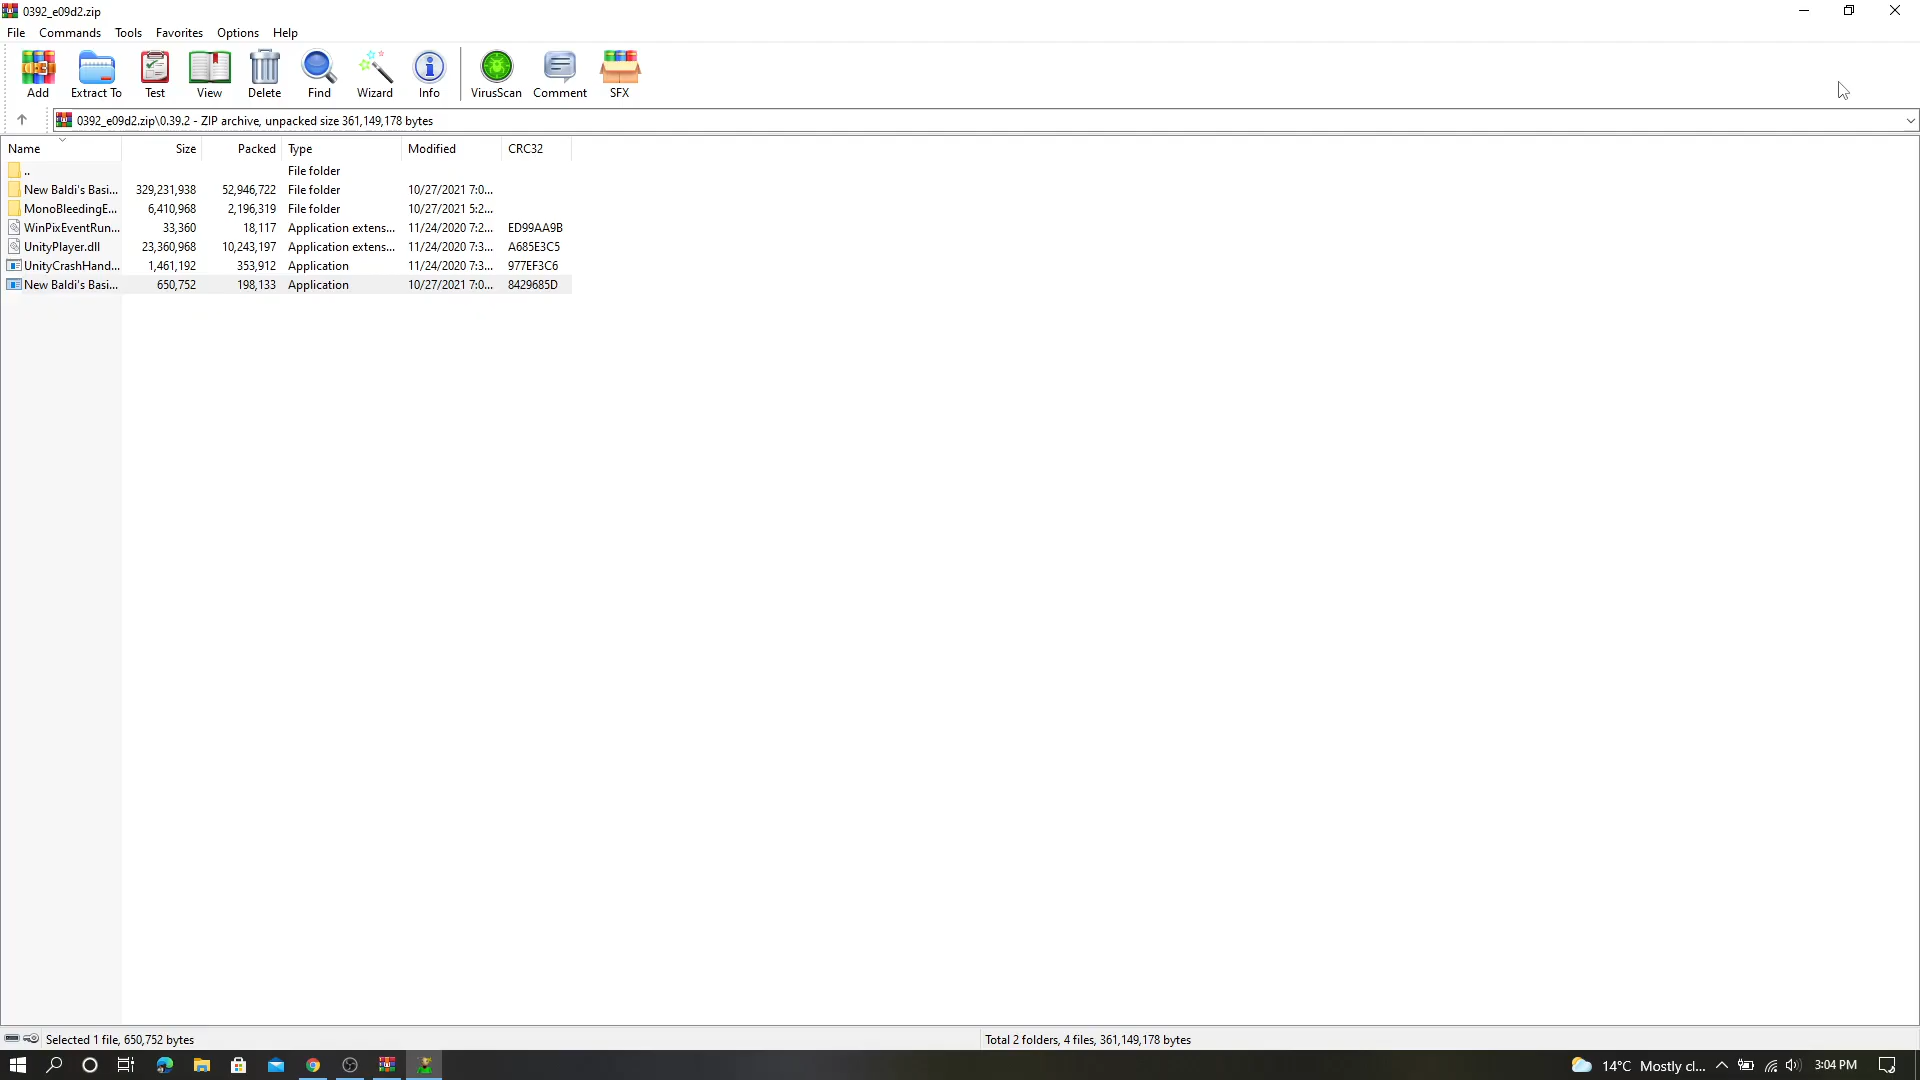 0392_e09d2.zip
File Commands Tools Favorites Options Help
Add Extract To Test View Delete Find Wizard Info VirusScan Comment SFX
0392_e09d2.zip\0.39.2 - ZIP archive, unpacked size 361,149,178 bytes
Name Size Packed Type Modified CRC32
.. File folder
New Baldi's Basi... 329,231,938 52,946,722 File folder 10/27/2021 7:0...
MonoBleedingE... 6,410,968 2,196,319 File folder 10/27/2021 5:2...
WinPixEventRun... 33,360 18,117 Application extens... 11/24/2020 7:2... ED99AA9B
UnityPlayer.dll 23,360,968 10,243,197 Application extens... 11/24/2020 7:3... A685E3C5
UnityCrashHand... 1,461,192 353,912 Application 11/24/2020 7:3... 977EF3C6
New Baldi's Basi... 650,752 198,133 Application 10/27/2021 7:0... 8429685D
Selected 1 file, 650,752 bytes Total 2 folders, 4 files, 361,149,178 bytes
14°C Mostly cl... 3:04 PM